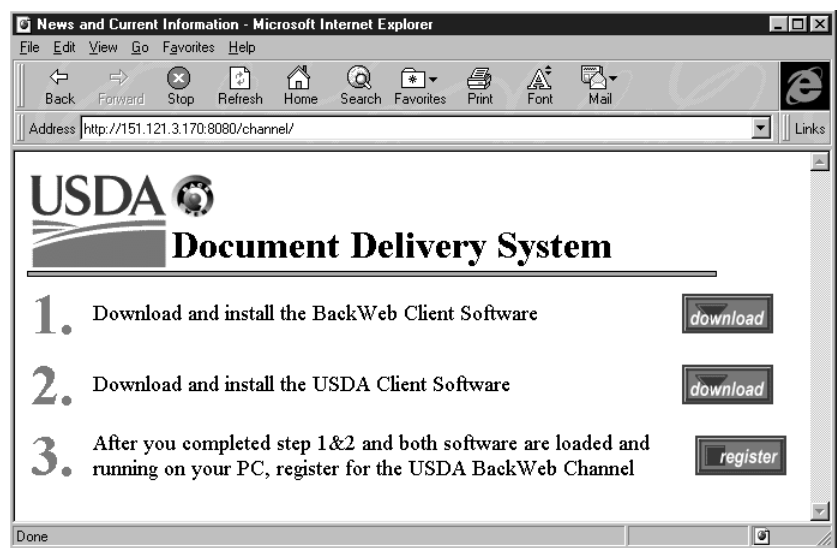 News and Current Information - Microsoft Internet Explorer
File Edit View Go Favorites Help
Back Forward Stop Refresh Home Search Favorites Print Font Mail
Address http://151.121.3.170:8080/channel/ Links
USDA
Document Delivery System
1. Download and install the BackWeb Client Software download
2. Download and install the USDA Client Software download
3. After you completed step 1&2 and both software are loaded and
running on your PC, register for the USDA BackWeb Channel register
Done